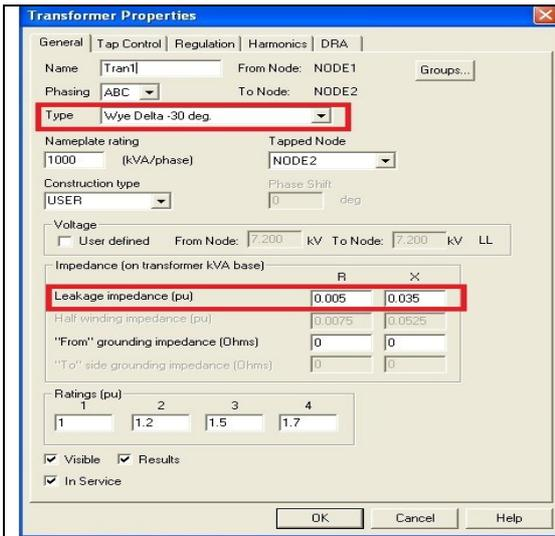 Transformer Properties
General Tap Control Regulation Harmonics DRA
Name Tran1 From Node: NODE1 Groups...
Phasing ABC To Node: NODE2
Type Wye Delta -30 deg.
Nameplate rating Tapped Node
1000 (kVA/phase) NODE2
Construction type Phase Shift
USER 0 deg
Voltage
User defined From Node: 7.200 kV To Node: 7.200 kV LL
Impedance (on transformer kVA base)
R X
Leakage impedance (pu) 0.005 0.035
Half winding impedance (pu) 0.0075 0.0525
"From" grounding impedance (Ohms) 0 0
"To" side grounding impedance (Ohms) 0 0
Ratings (pu)
1 2 3 4
1 1.2 1.5 1.7
Visible Results
In Service
OK Cancel Help